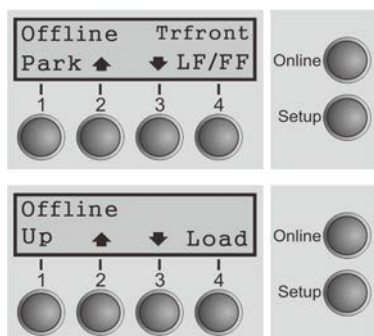 Offline Trfront
Park LF/FF
1 2 3 4
Online
Setup
Offline
Up Load
1 2 3 4
Online
Setup